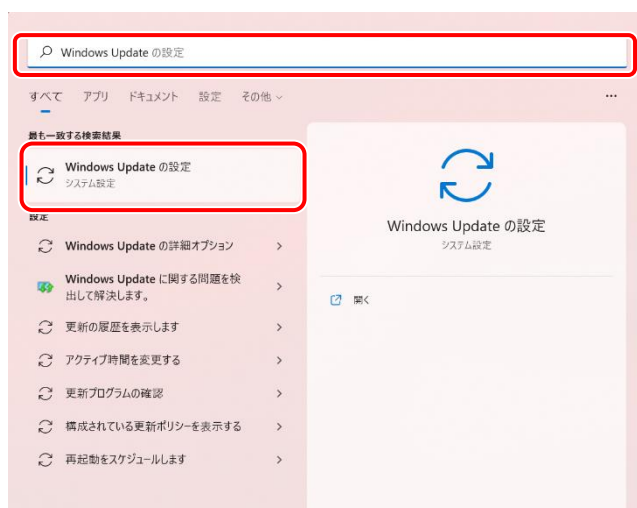 Windows Update の設定
すべて アプリ ドキュメント 設定 その他
最も一致する検索結果
Windows Update の設定
システム設定
設定
Windows Update の詳細オプション
Windows Update に関する問題を検
出して解決します。
更新の履歴を表示します
アクティブ時間を変更する
更新プログラムの確認
構成されている更新ポリシーを表示する
再起動をスケジュールします
Windows Update の設定
システム設定
開く